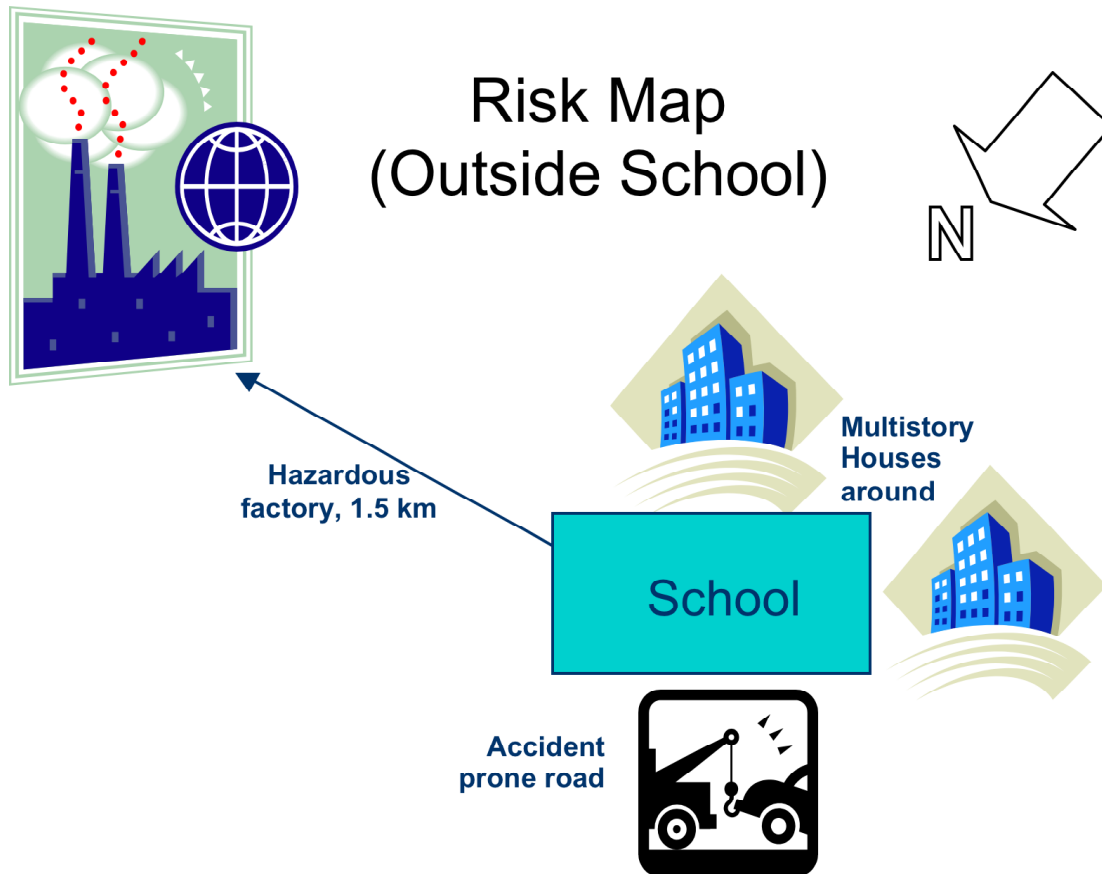 Risk Map
(Outside School)
N
Multistory
Houses
around
Hazardous
factory, 1.5 km
School
Accident
prone road